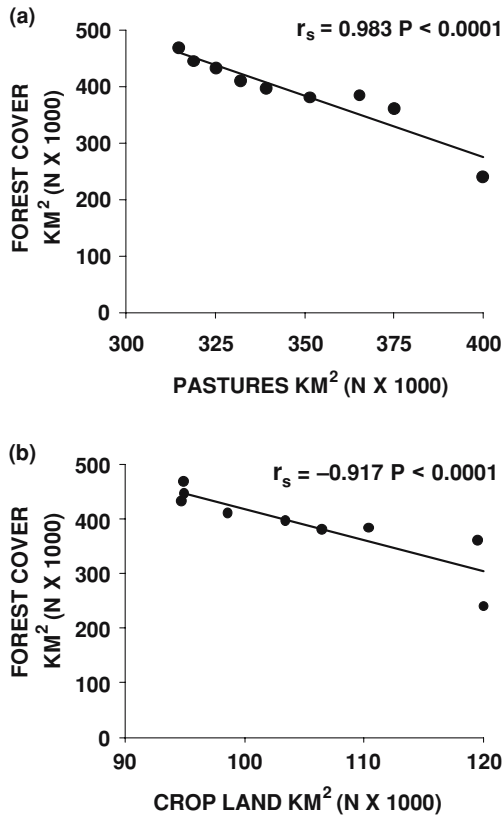 (a)
r_s = 0.983 P < 0.0001
FOREST COVER
KM² (N X 1000)
500
400
300
200
100
0
300
325
350
375
400
PASTURES KM² (N X 1000)
(b)
r_s = –0.917 P < 0.0001
FOREST COVER
KM² (N X 1000)
500
400
300
200
100
0
90
100
110
120
CROP LAND KM² (N X 1000)